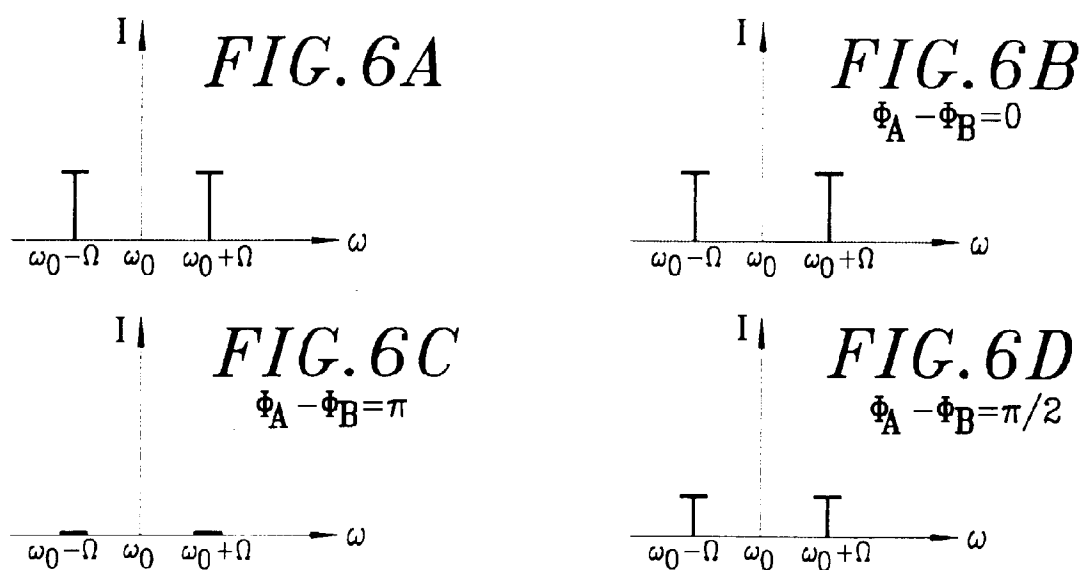 I FIG.6A
ω
ω₀−Ω ω₀ ω₀+Ω
I FIG.6B
Φ_A −Φ_B=0
ω
ω₀−Ω ω₀ ω₀+Ω
I FIG.6C
Φ_A −Φ_B=π
ω
ω₀−Ω ω₀ ω₀+Ω
I FIG.6D
Φ_A −Φ_B=π/2
ω
ω₀−Ω ω₀ ω₀+Ω